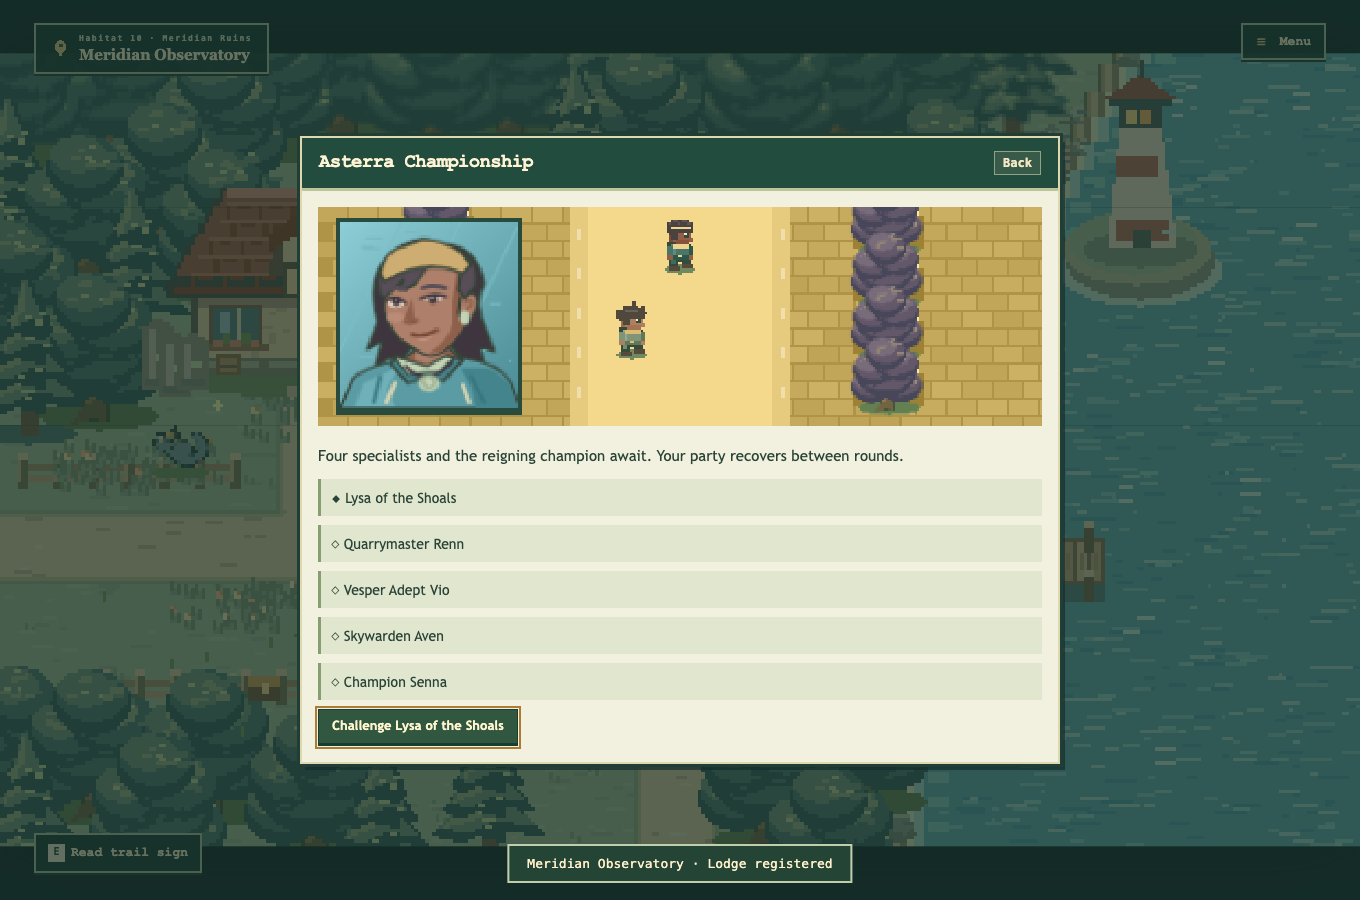 Habitat 10 · Meridian Ruins
Meridian Observatory
≡ Menu
Asterra Championship
Back
Four specialists and the reigning champion await. Your party recovers between rounds.
◆ Lysa of the Shoals
◇ Quarrymaster Renn
◇ Vesper Adept Vio
◇ Skywarden Aven
◇ Champion Senna
Challenge Lysa of the Shoals
E Read trail sign
Meridian Observatory · Lodge registered